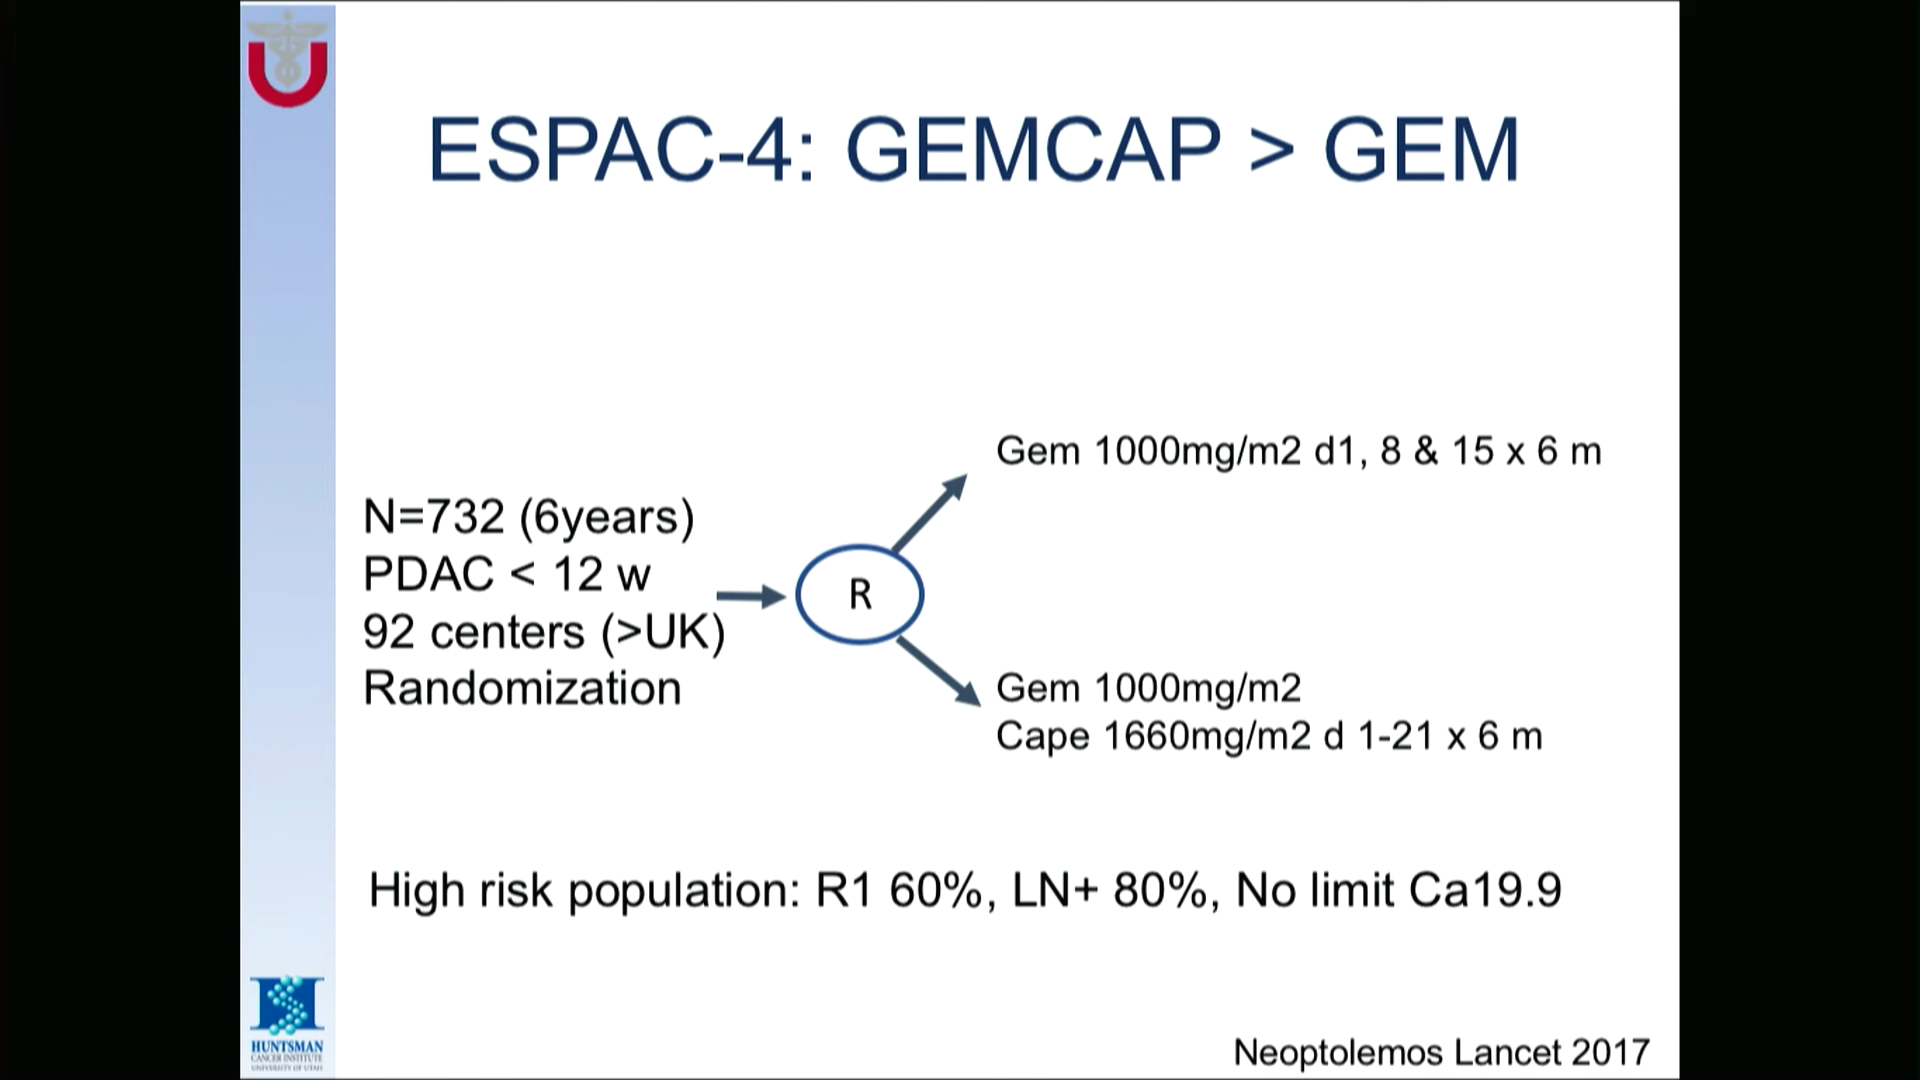 U
ESPAC-4: GEMCAP > GEM
Gem 1000mg/m2 d1, 8 & 15 x 6 m
N=732 (6years)
PDAC < 12 w
92 centers (>UK)
Randomization
R
Gem 1000mg/m2
Cape 1660mg/m2 d 1-21 x 6 m
High risk population: R1 60%, LN+ 80%, No limit Ca19.9
HUNTSMAN
CANCER INSTITUTE
UNIVERSITY OF UTAH
Neoptolemos Lancet 2017